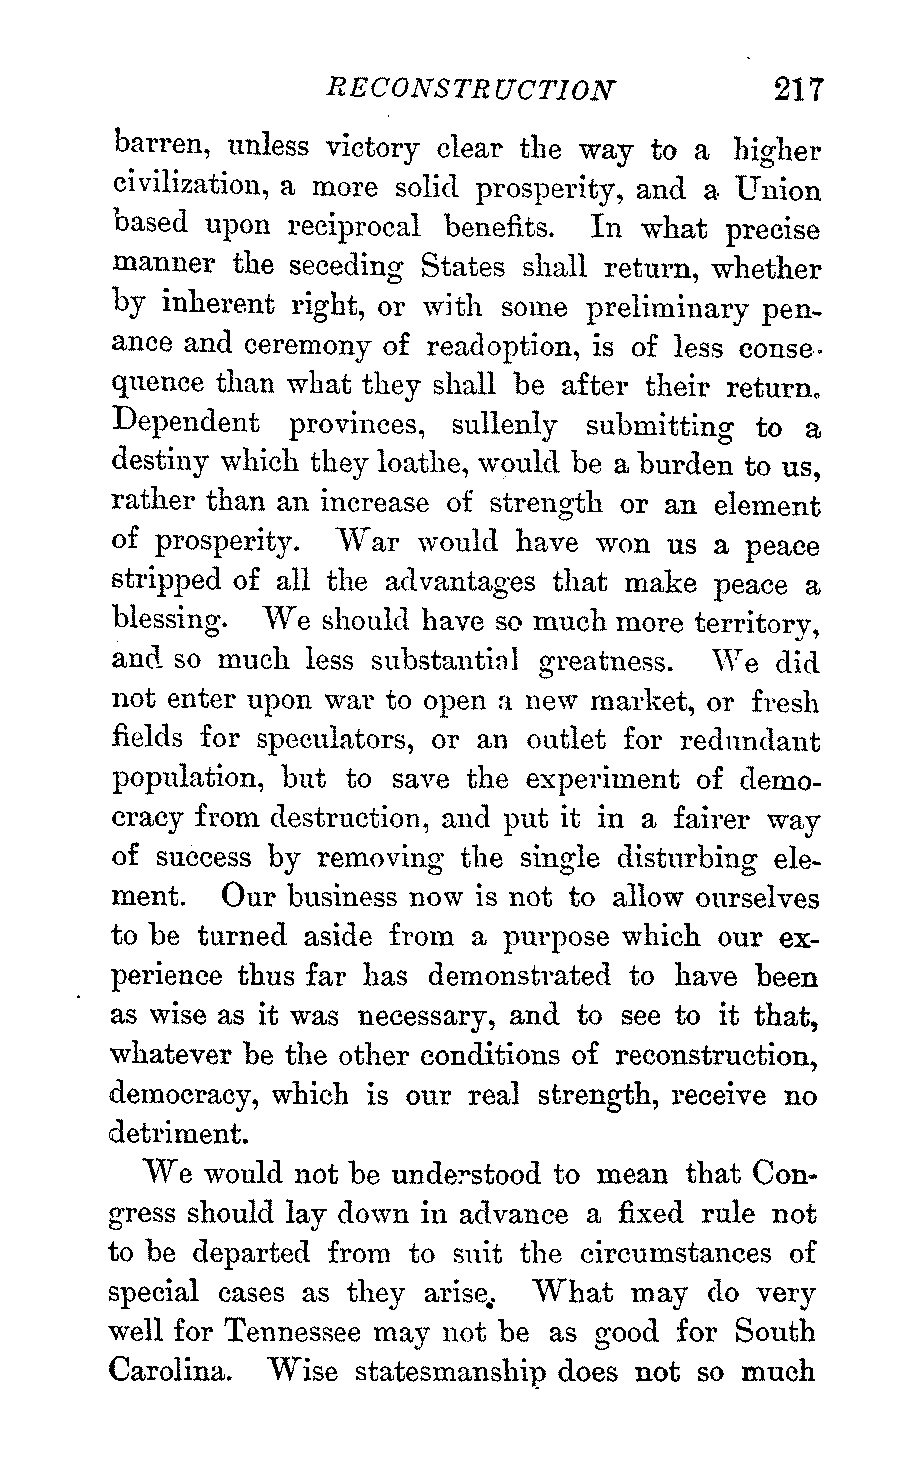 RECONSTRUCTION 217
barren, unless victory clear the way to a higher
civilization, a more solid prosperity, and a Union
based upon reciprocal benefits. In what precise
manner the seceding States shall return, whether
by inherent right, or with some preliminary pen-
ance and ceremony of readoption, is of less conse-
quence than what they shall be after their return.
Dependent provinces, sullenly submitting to a
destiny which they loathe, would be a burden to us,
rather than an increase of strength or an element
of prosperity. War would have won us a peace
stripped of all the advantages that make peace a
blessing. We should have so much more territory,
and so much less substantial greatness. We did
not enter upon war to open a new market, or fresh
fields for speculators, or an outlet for redundant
population, but to save the experiment of demo-
cracy from destruction, and put it in a fairer way
of success by removing the single disturbing ele-
ment. Our business now is not to allow ourselves
to be turned aside from a purpose which our ex-
perience thus far has demonstrated to have been
as wise as it was necessary, and to see to it that,
whatever be the other conditions of reconstruction,
democracy, which is our real strength, receive no
detriment.
We would not be understood to mean that Con-
gress should lay down in advance a fixed rule not
to be departed from to suit the circumstances of
special cases as they arise. What may do very
well for Tennessee may not be as good for South
Carolina. Wise statesmanship does not so much